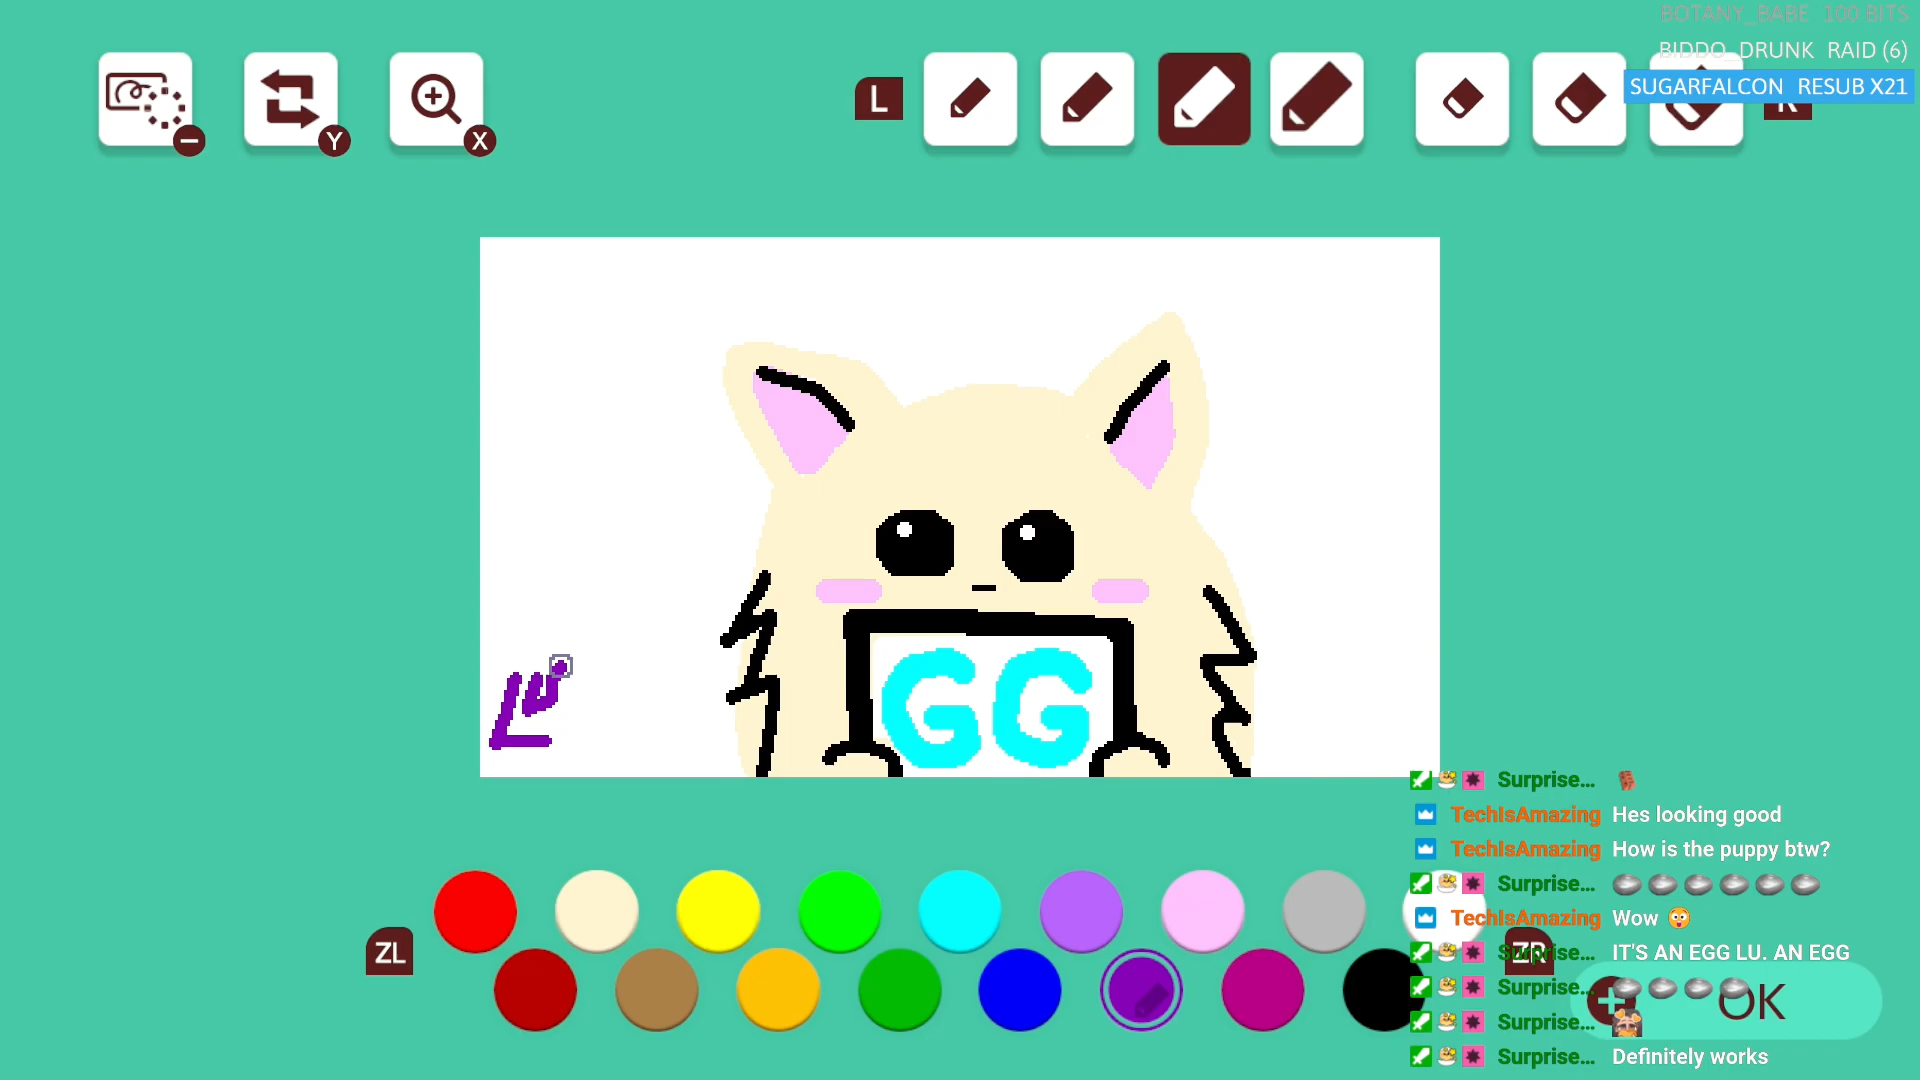 BOTANY_BABE 100 BITS
BIDDO_DRUNK RAID (6)
SUGARFALCON RESUB X21
Y
X
L
R
GG
Lu
Surprise...
TechIsAmazing Hes looking good
TechIsAmazing How is the puppy btw?
Surprise...
TechIsAmazing Wow 😳
Surprise... IT'S AN EGG LU. AN EGG
Surprise...
Surprise...
Surprise... Definitely works
ZL
ZR
OK